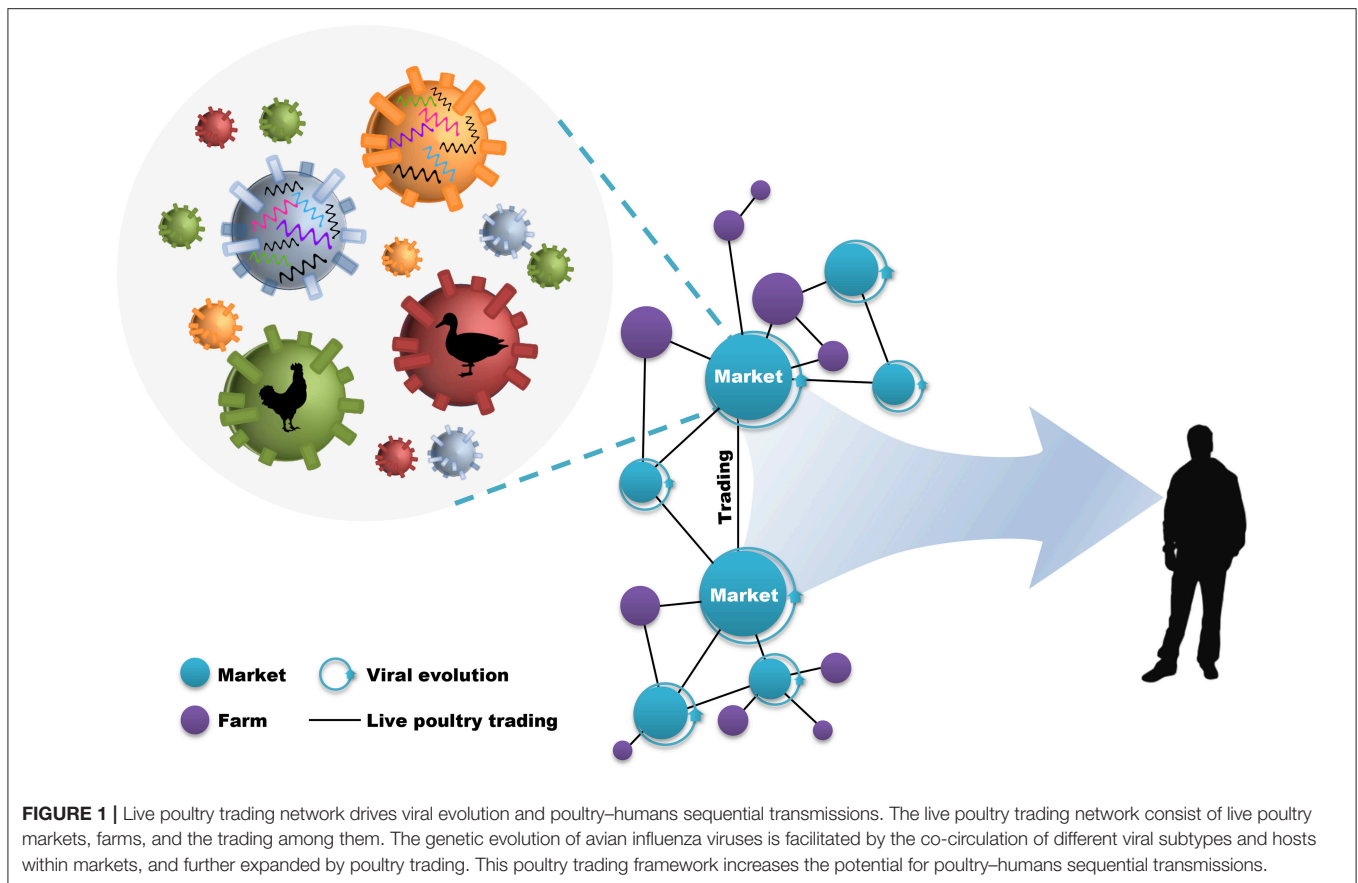 Market
Trading
Market
Market
Viral evolution
Farm
Live poultry trading
FIGURE 1 | Live poultry trading network drives viral evolution and poultry–humans sequential transmissions. The live poultry trading network consist of live poultry
markets, farms, and the trading among them. The genetic evolution of avian influenza viruses is facilitated by the co-circulation of different viral subtypes and hosts
within markets, and further expanded by poultry trading. This poultry trading framework increases the potential for poultry–humans sequential transmissions.